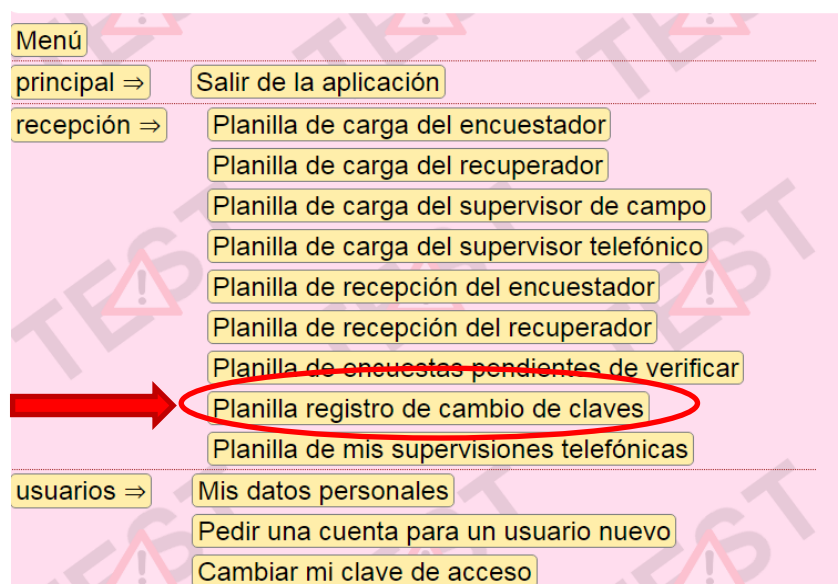 Menú
principal ⇒ Salir de la aplicación
recepción ⇒ Planilla de carga del encuestador
Planilla de carga del recuperador
Planilla de carga del supervisor de campo
Planilla de carga del supervisor telefónico
Planilla de recepción del encuestador
Planilla de recepción del recuperador
Planilla de encuestas pendientes de verificar
Planilla registro de cambio de claves
Planilla de mis supervisiones telefónicas
usuarios ⇒ Mis datos personales
Pedir una cuenta para un usuario nuevo
Cambiar mi clave de acceso
TEST